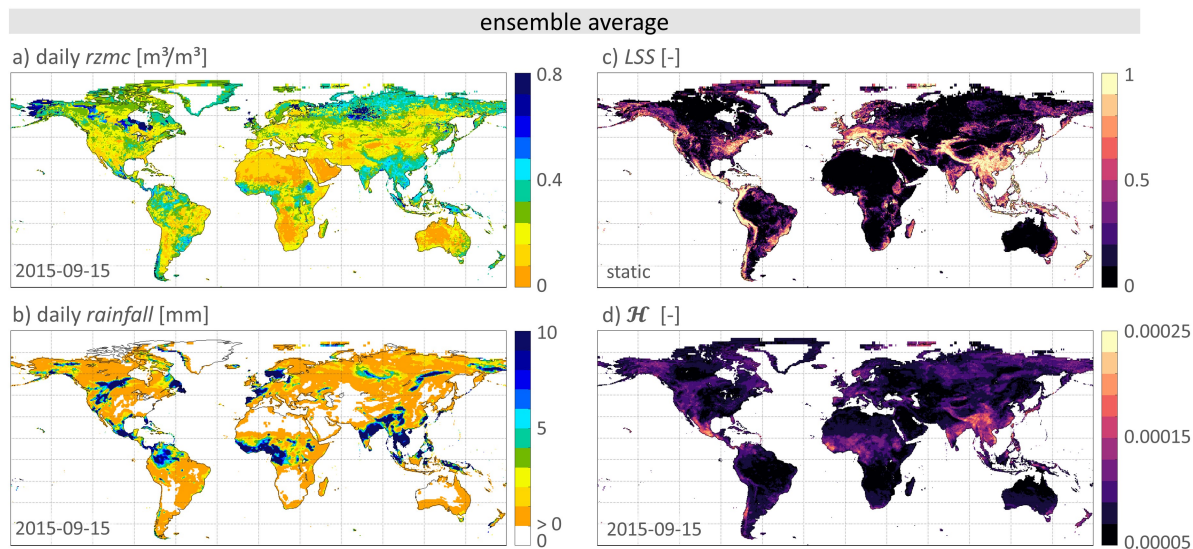 ensemble average
a) daily rzmc [m³/m³]
0.8
0.4
0
2015-09-15
c) LSS [-]
1
0.5
0
static
b) daily rainfall [mm]
10
5
> 0
0
2015-09-15
d) ℋ [-]
0.00025
0.00015
0.00005
2015-09-15